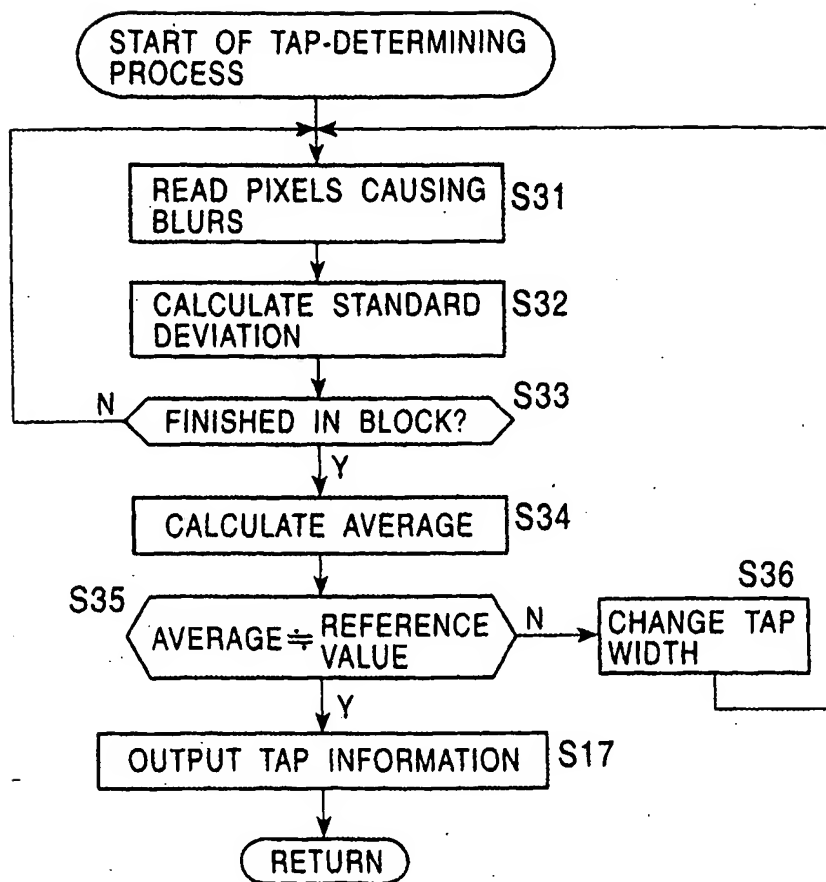 START OF TAP-DETERMINING
PROCESS
READ PIXELS CAUSING
BLURS
S31
CALCULATE STANDARD
DEVIATION
S32
N
FINISHED IN BLOCK?
S33
Y
CALCULATE AVERAGE
S34
S35
AVERAGE≒REFERENCE
VALUE
N
S36
CHANGE TAP
WIDTH
Y
OUTPUT TAP INFORMATION
S17
RETURN